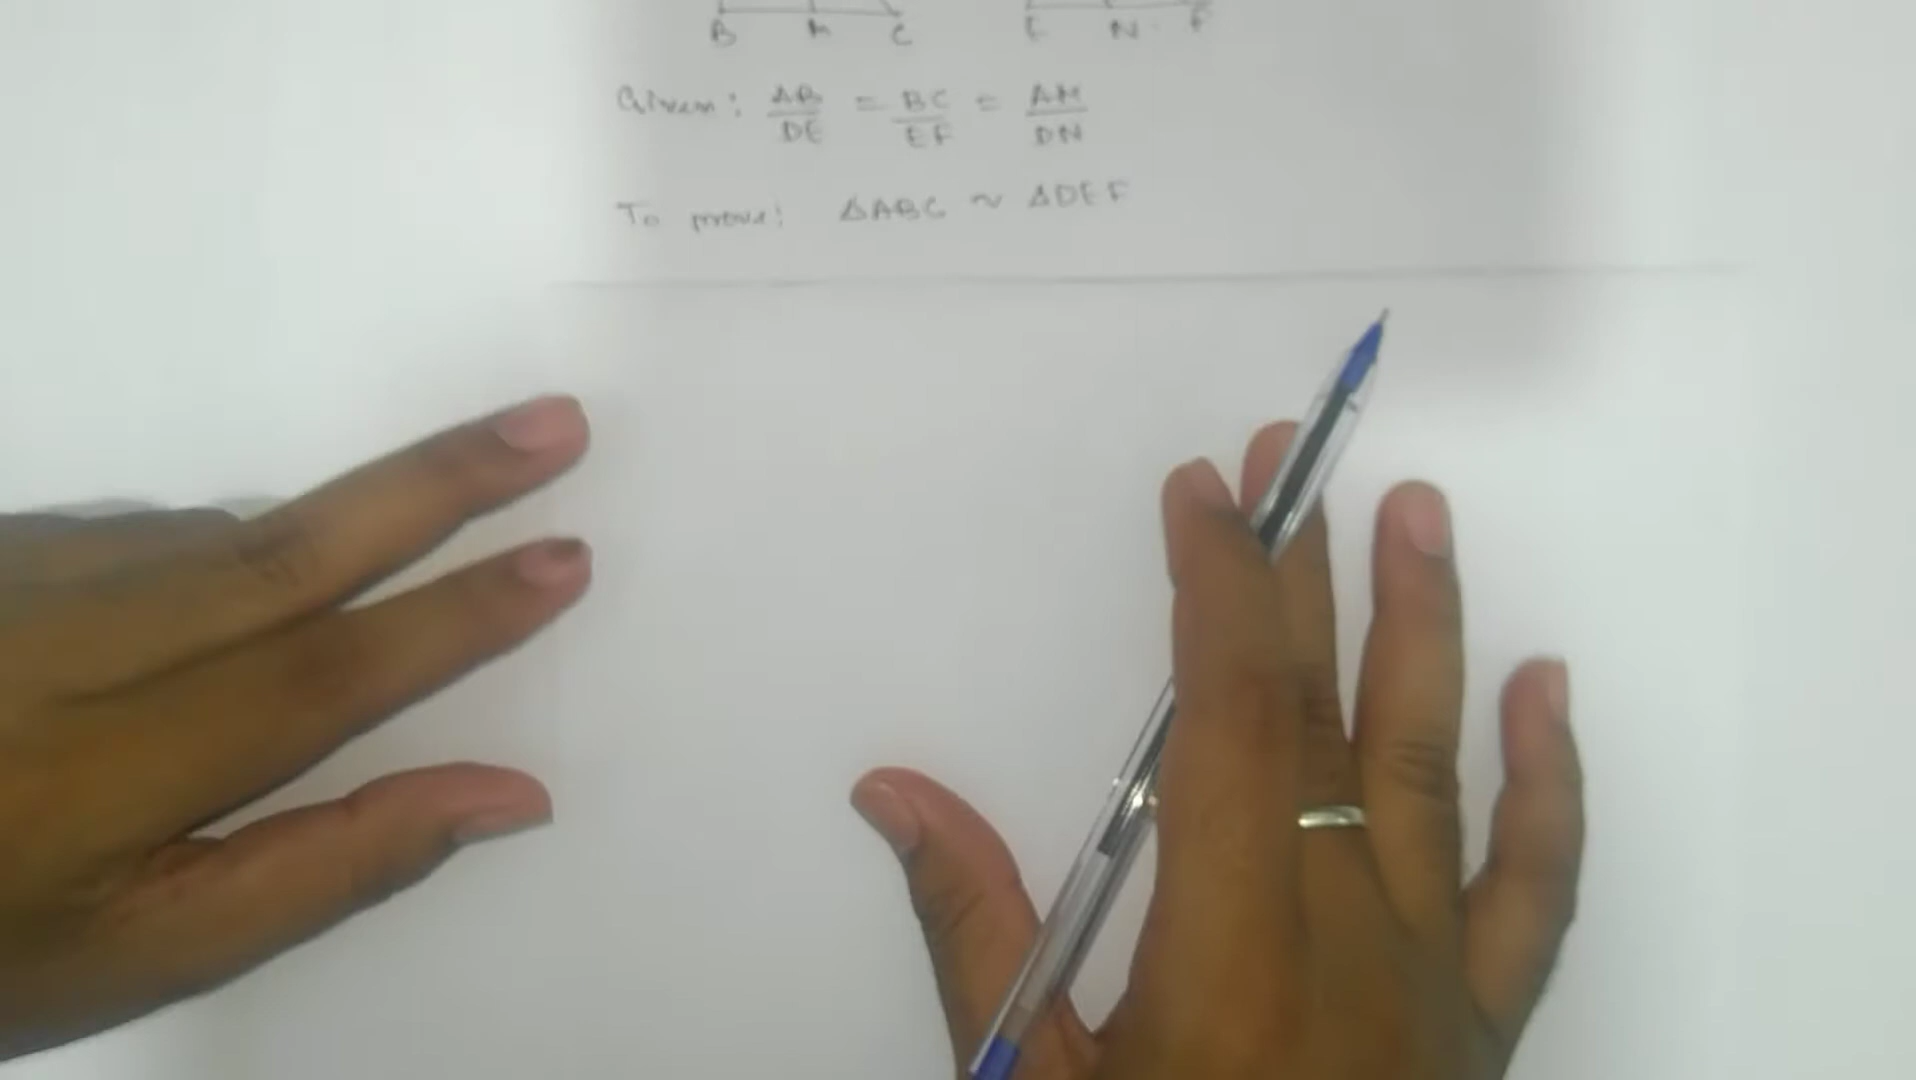 B M C E N F
Given: AB/DE = BC/EF = AM/DN
To prove: ΔABC ~ ΔDEF